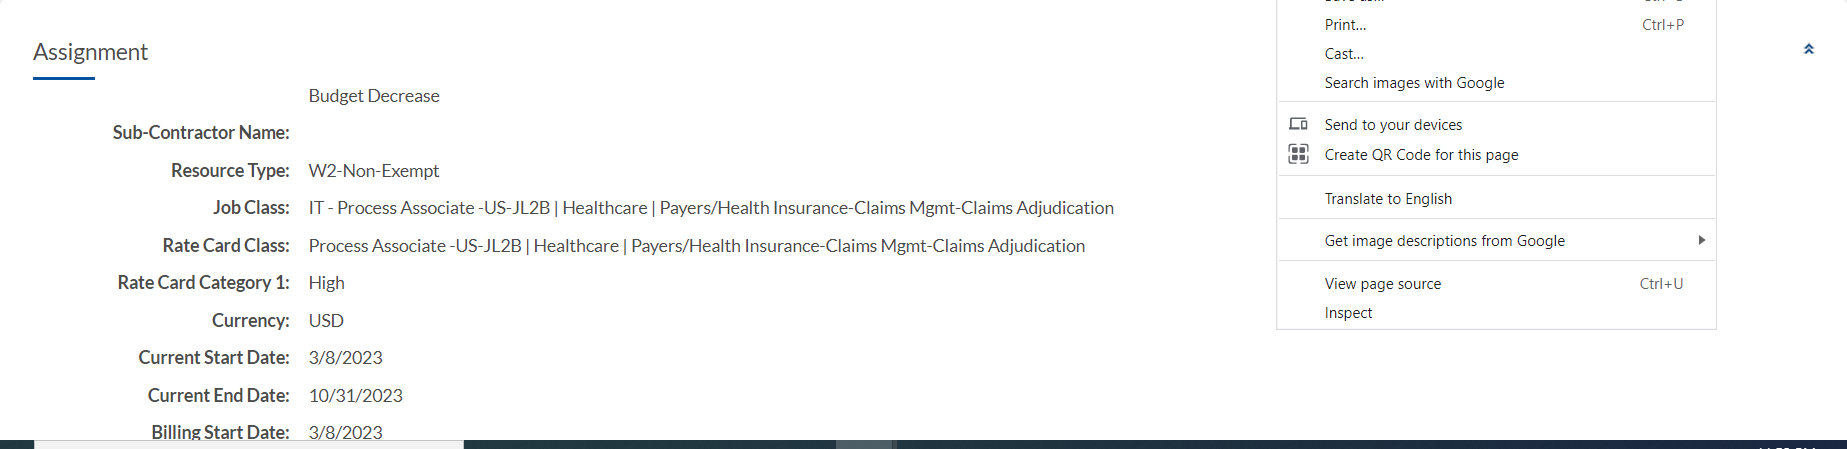 Assignment
Budget Decrease
Sub-Contractor Name:
Resource Type: W2-Non-Exempt
Job Class: IT - Process Associate -US-JL2B | Healthcare | Payers/Health Insurance-Claims Mgmt-Claims Adjudication
Rate Card Class: Process Associate -US-JL2B | Healthcare | Payers/Health Insurance-Claims Mgmt-Claims Adjudication
Rate Card Category 1: High
Currency: USD
Current Start Date: 3/8/2023
Current End Date: 10/31/2023
Billing Start Date: 3/8/2023
Print... Ctrl+P
Cast...
Search images with Google
Send to your devices
Create QR Code for this page
Translate to English
Get image descriptions from Google
View page source Ctrl+U
Inspect